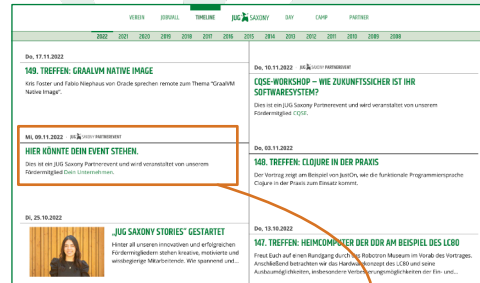 VEREIN JOBWALL TIMELINE JUG SAXONY DAY CAMP PARTNER
2022 2021 2020 2019 2018 2017 2016 2015 2014 2013 2012 2011 2010 2009 2008
Do, 17.11.2022
149. TREFFEN: GRAALVM NATIVE IMAGE
Kris Foster und Fabio Niephaus von Oracle sprechen remote zum Thema "GraalVM
Native Image".
Mi, 09.11.2022 - JUG SAXONY PARTNEREVENT
HIER KÖNNTE DEIN EVENT STEHEN.
Dies ist ein JUG Saxony Partnerevent und wird veranstaltet von unserem
Fördermitglied Dein Unternehmen.
Di, 25.10.2022
„JUG SAXONY STORIES" GESTARTET
Hinter all unseren innovativen und erfolgreichen
Fördermitgliedern stehen kreative, motivierte und
wissbegierige Mitarbeitende. Wie spannend und...
Do, 10.11.2022 - JUG SAXONY PARTNEREVENT
CQSE-WORKSHOP – WIE ZUKUNFTSSICHER IST IHR
SOFTWARESYSTEM?
Dies ist ein JUG Saxony Partnerevent und wird veranstaltet von unserem
Fördermitglied CQSE.
Do, 03.11.2022
148. TREFFEN: CLOJURE IN DER PRAXIS
Der Vortrag zeigt am Beispiel von JustOn, wie die funktionale Programmiersprache
Clojure in der Praxis zum Einsatz kommt.
Do, 13.10.2022
147. TREFFEN: HEIMCOMPUTER DER DDR AM BEISPIEL DES LC80
Freut Euch auf einen Rundgang durch das Robotron Museum im Vorab des Vortrages.
Anschließend betrachten wir das Hardwarekonzept des LC80 und seine
Ausbaumöglichkeiten, insbesondere Verbesserungsmöglichkeiten der Ein- und...